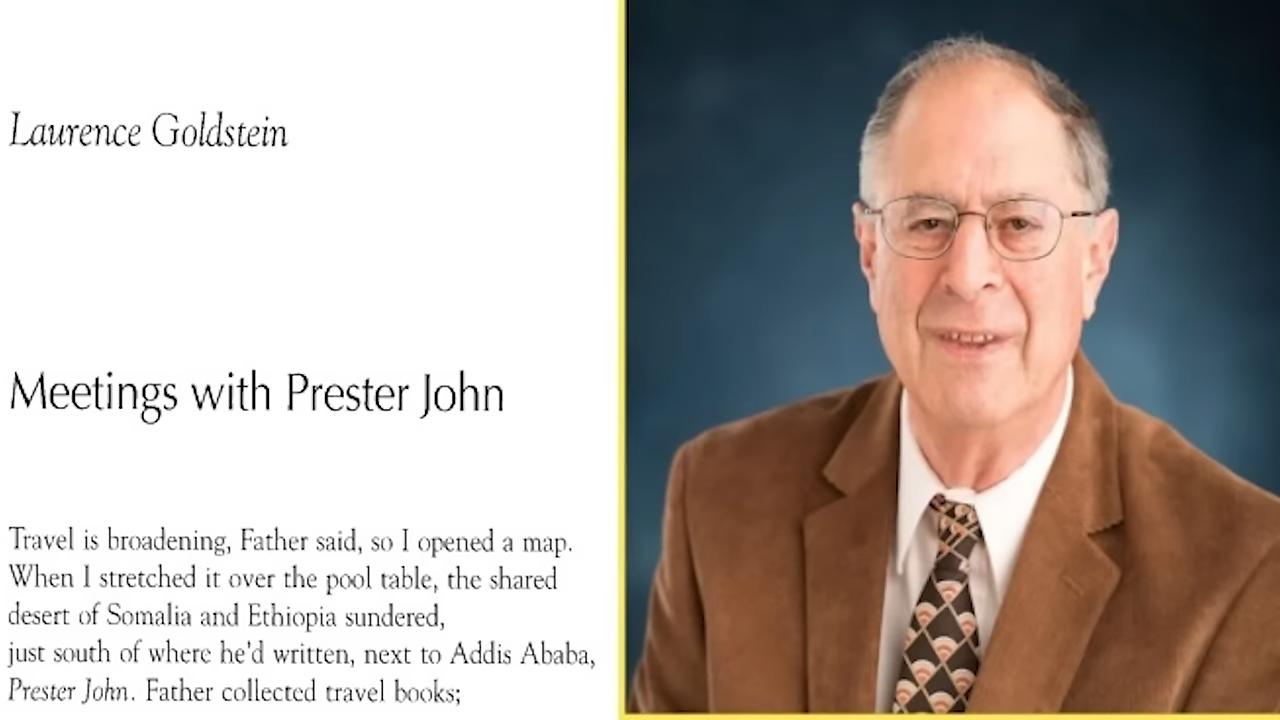 Laurence Goldstein
Meetings with Prester John
Travel is broadening, Father said, so I opened a map.
When I stretched it over the pool table, the shared
desert of Somalia and Ethiopia sundered,
just south of where he'd written, next to Addis Ababa,
Prester John. Father collected travel books;